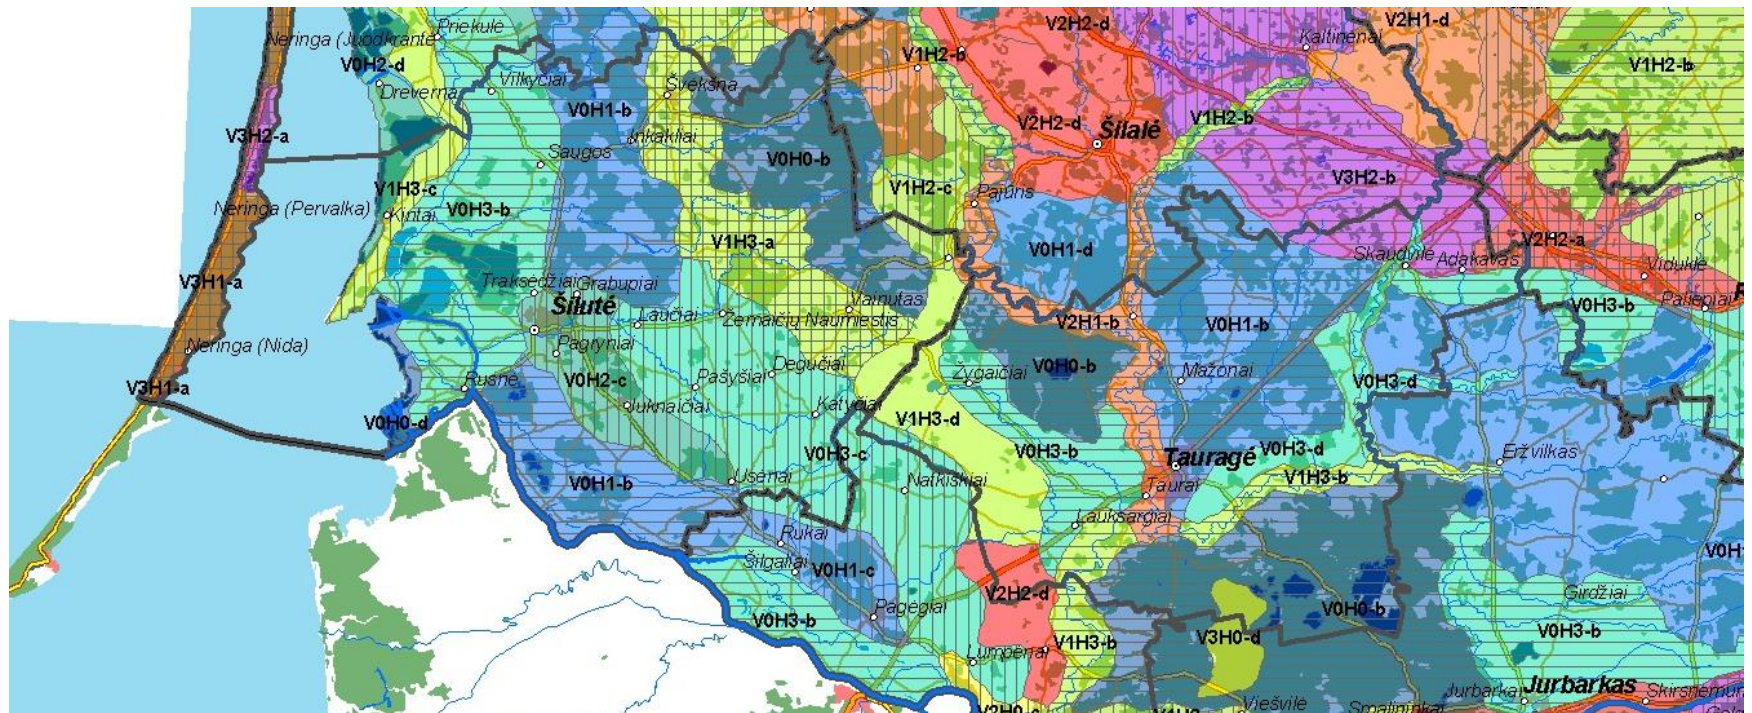 V2H2-d
V2H1-d
Priekulė
Neringa (Juodkrantė)
Kaltinėnai
V0H2-d
V1H2-b
V1H2-b
Vilkyčiai
Švėkšna
Dreverna
V0H1-b
V2H2-d
Šilalė
V1H2-b
V3H2-a
Inkakliai
Saugos
V0H0-b
V3H2-b
V1H3-c
V1H2-c
Pajūris
Neringa (Pervalka)
Kintai
V0H3-b
V1H3-a
V0H1-d
V2H2-a
Skaudvilė
Adakavas
Viduklė
V3H1-a
Traksėdžiai
Grabupiai
Šilutė
Vainutas
V0H3-b
Paliepiai
Laučiai
Žemaičių Naumiestis
V2H1-b
V0H1-b
Neringa (Nida)
Pagryniai
Degučiai
V0H0-b
Mažonai
V3H1-a
Rusnė
V0H2-c
Pašyšiai
Žygaičiai
V0H3-d
Juknaičiai
Katyčiai
V0H0-d
V1H3-d
V0H3-c
V0H3-b
V0H3-d
Tauragė
Eržvilkas
V0H1-b
Usėnai
Natkiškiai
V1H3-b
Taurai
Lauksargiai
Rukai
Šilgaliai
V0H1-c
V2H2-d
Girdžiai
Pagėgiai
V0H0-b
V0H3-b
V3H0-d
V0H3-b
V1H3-b
Lumpėnai
Jurbarkai
Jurbarkas
Viešvilė
Smalininkai